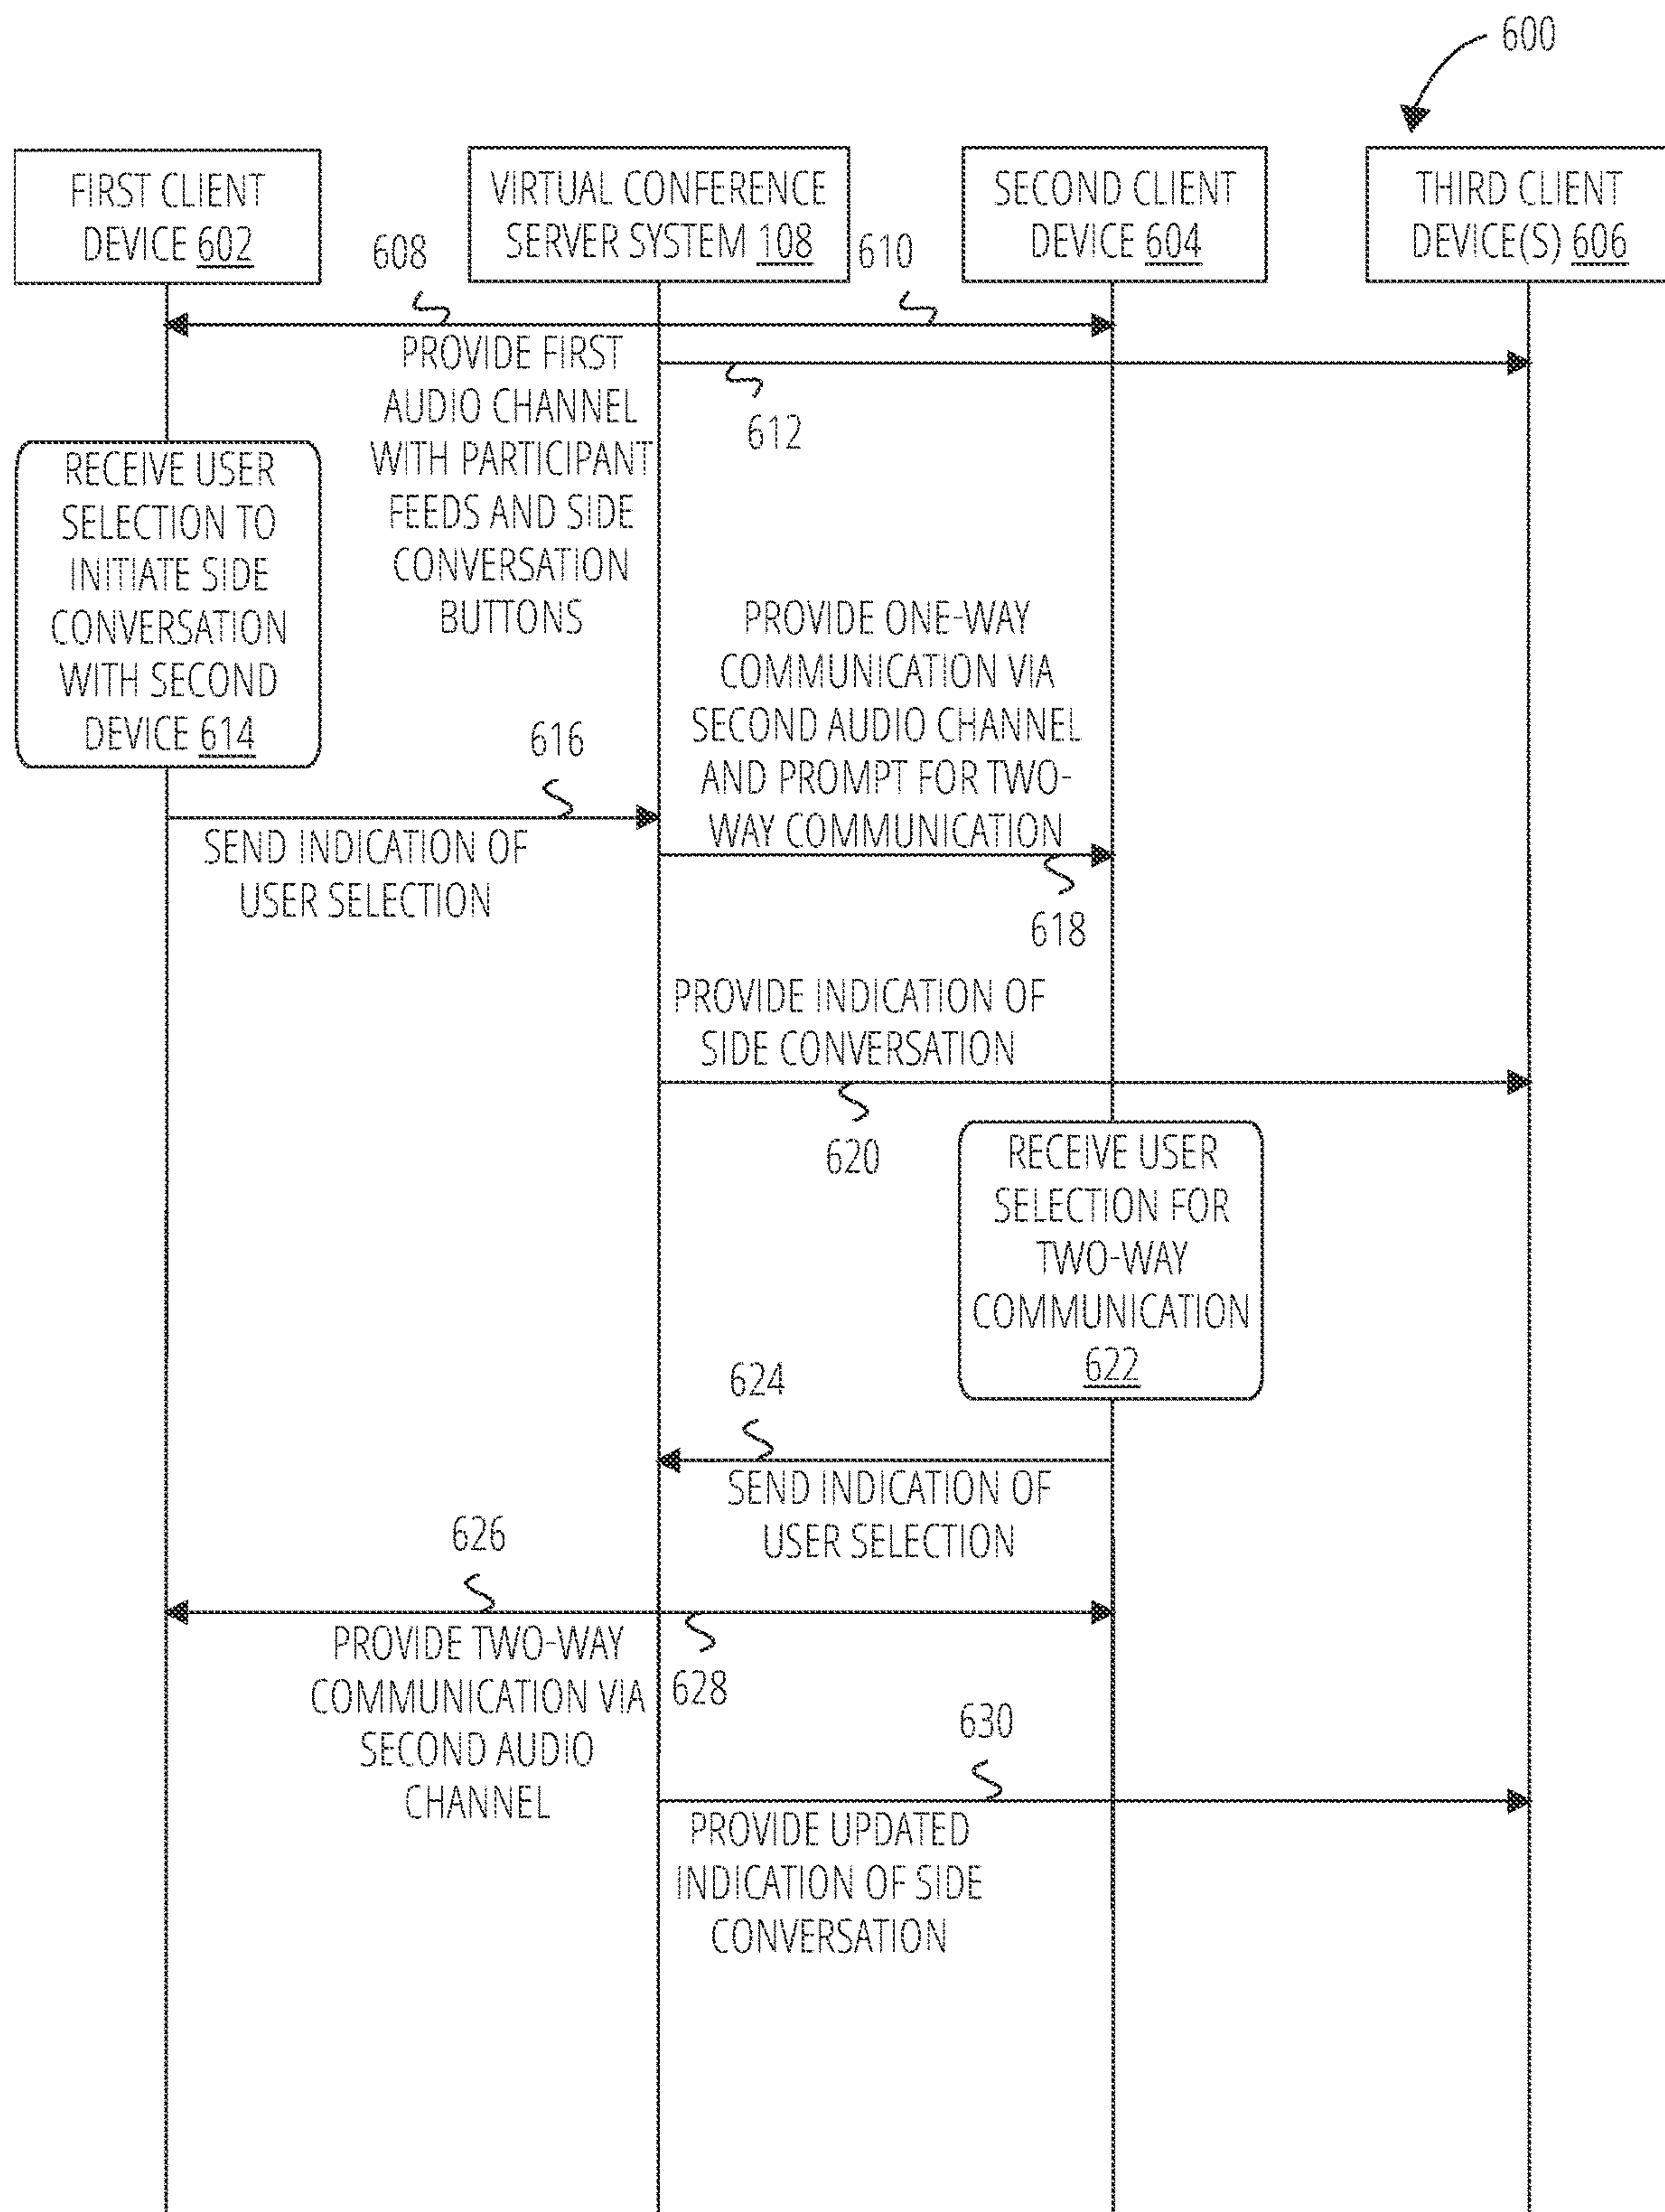 600
FIRST CLIENT
DEVICE 602
VIRTUAL CONFERENCE
SERVER SYSTEM 108
SECOND CLIENT
DEVICE 604
THIRD CLIENT
DEVICE(S) 606
608
610
PROVIDE FIRST
AUDIO CHANNEL
WITH PARTICIPANT
FEEDS AND SIDE
CONVERSATION
BUTTONS
612
RECEIVE USER
SELECTION TO
INITIATE SIDE
CONVERSATION
WITH SECOND
DEVICE 614
616
SEND INDICATION OF
USER SELECTION
PROVIDE ONE-WAY
COMMUNICATION VIA
SECOND AUDIO CHANNEL
AND PROMPT FOR TWO-
WAY COMMUNICATION
618
PROVIDE INDICATION OF
SIDE CONVERSATION
620
RECEIVE USER
SELECTION FOR
TWO-WAY
COMMUNICATION
622
624
SEND INDICATION OF
USER SELECTION
626
PROVIDE TWO-WAY
COMMUNICATION VIA
SECOND AUDIO
CHANNEL
628
630
PROVIDE UPDATED
INDICATION OF SIDE
CONVERSATION